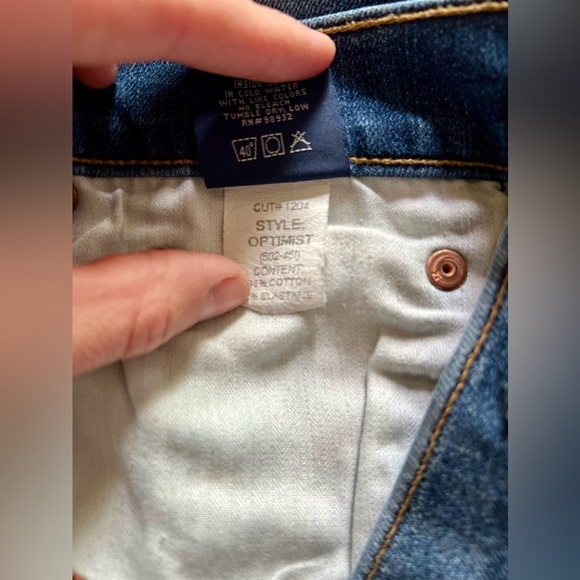 INSIDE
IN COLD WATER
WITH LIKE COLORS
NO BLEACH
TUMBLE DRY, LOW
RN# 98932
40°
CUT# 1204
STYLE:
OPTIMIST
CONTENT:
COTTON
ELASTANE